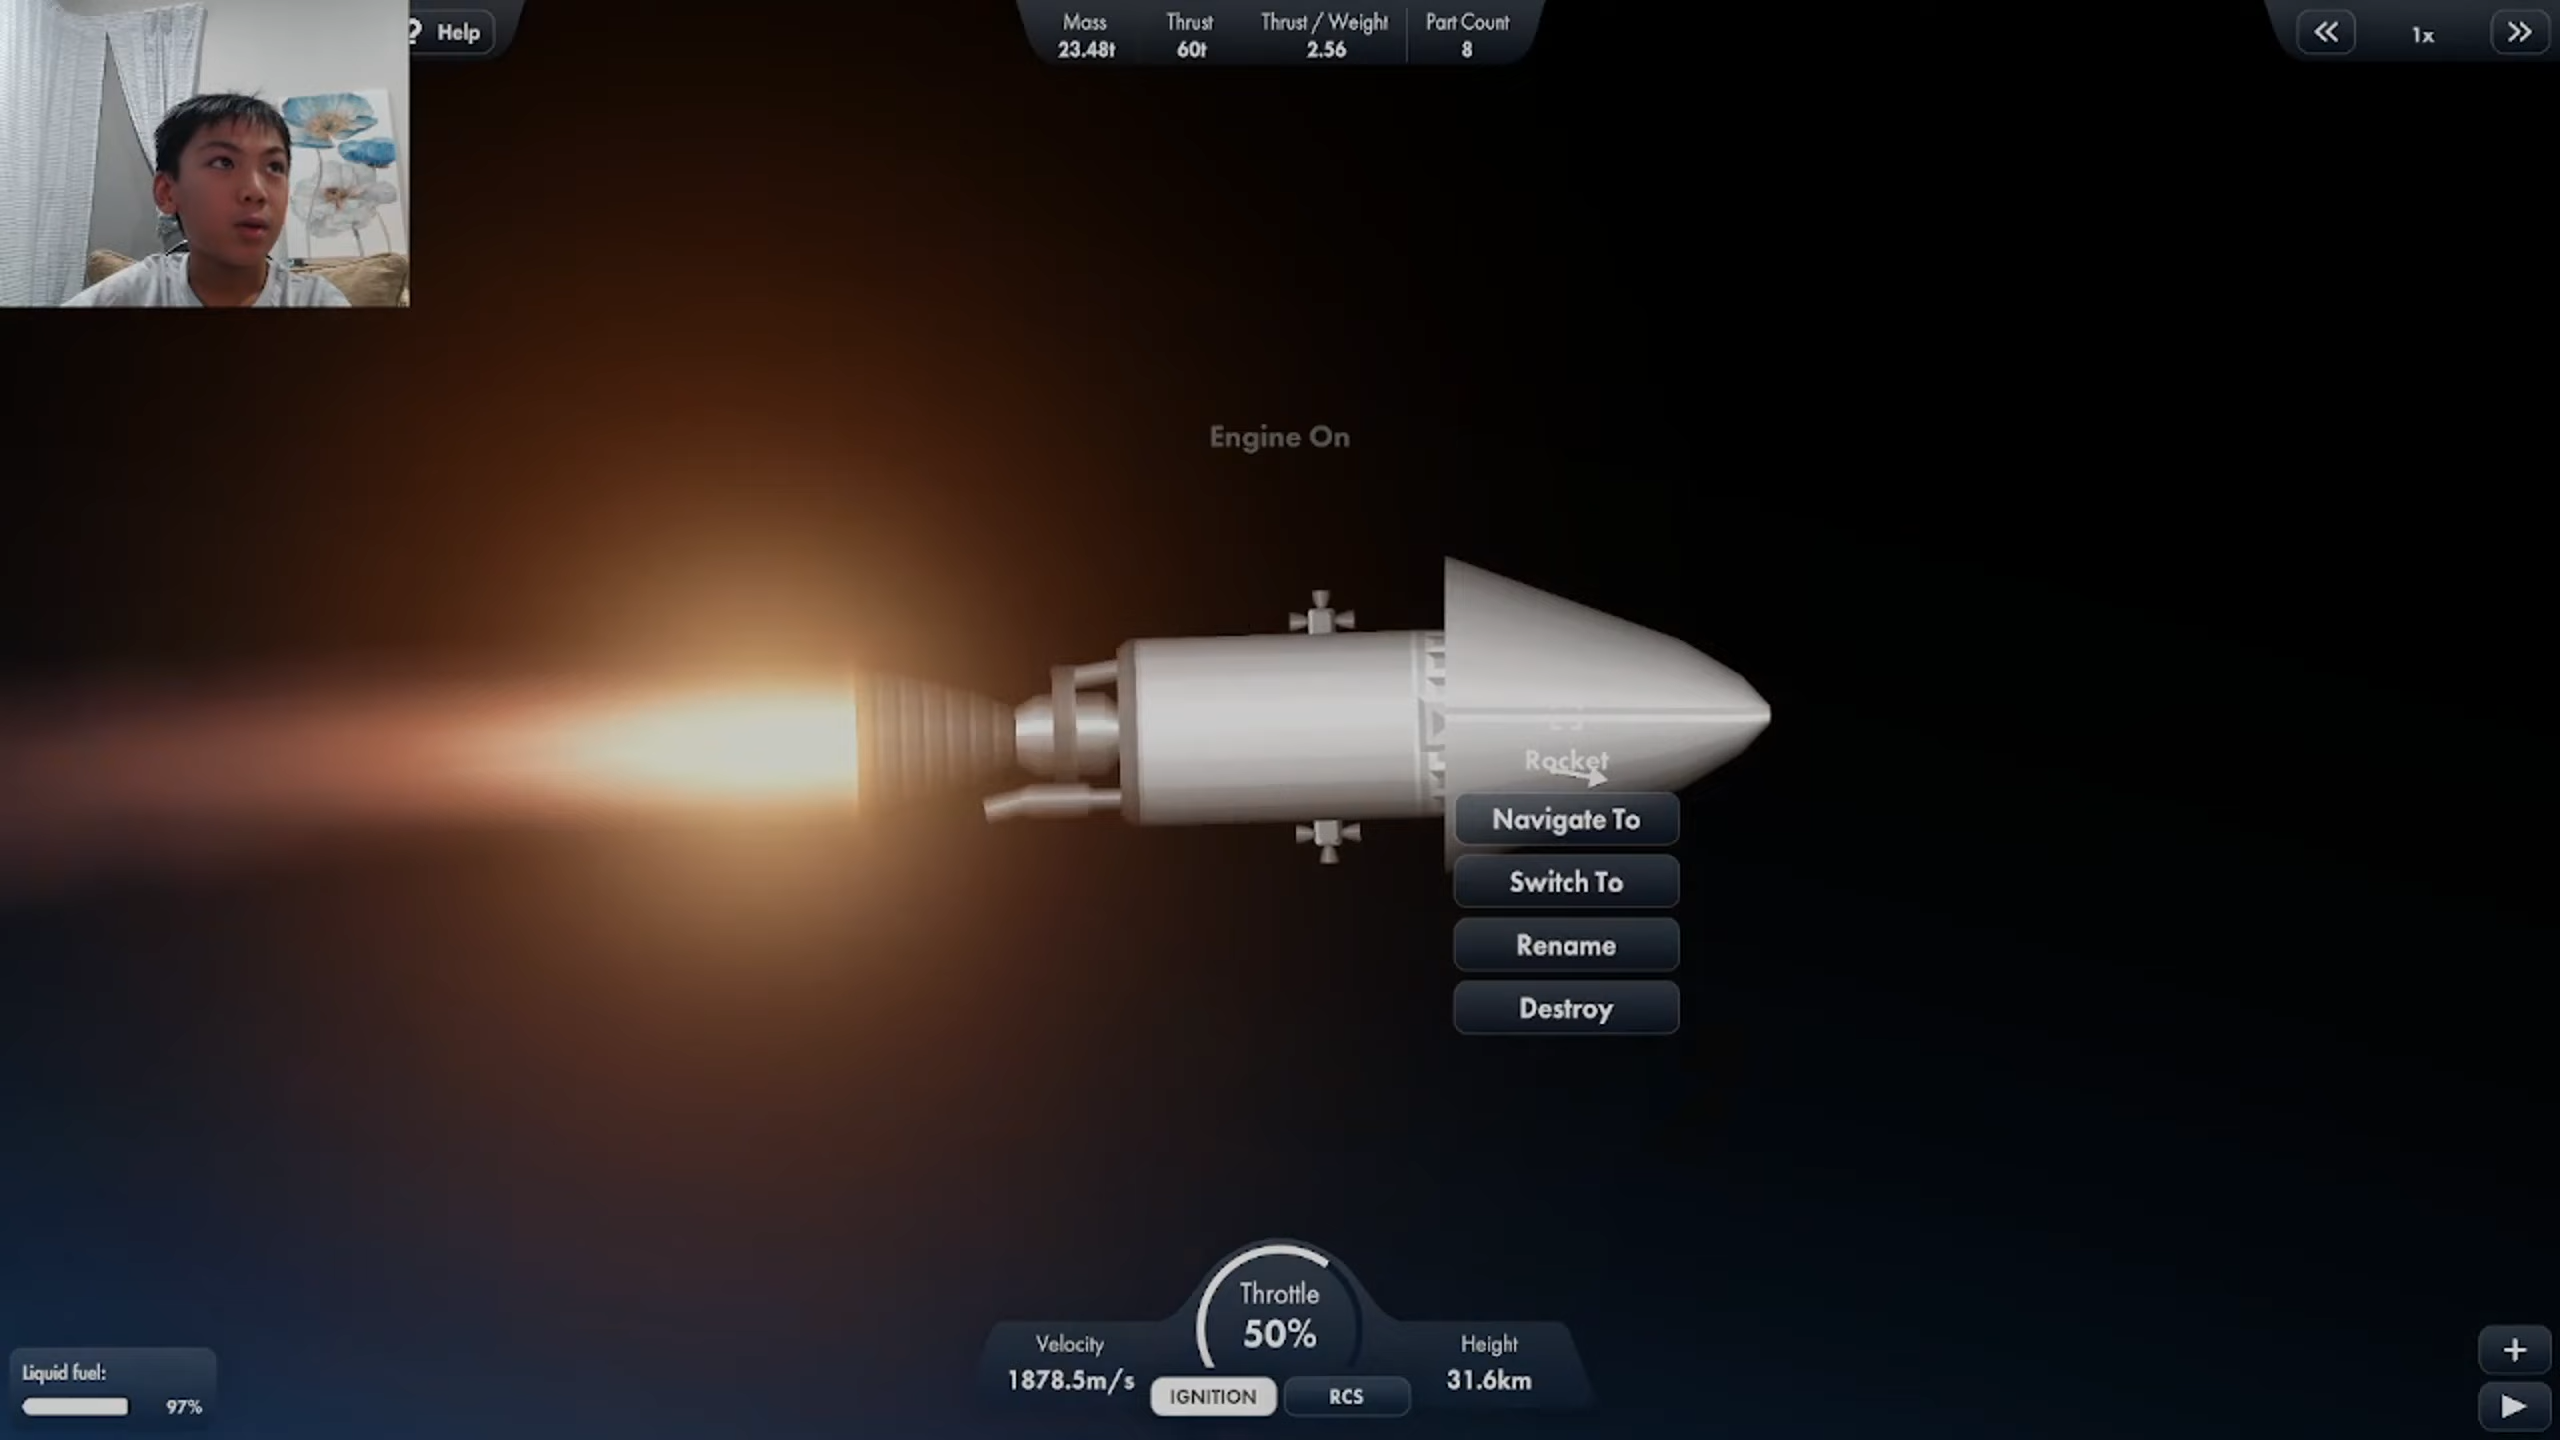 ? Help
Mass Thrust Thrust / Weight Part Count
23.48t 60t 2.56 8
1x
Engine On
Rocket
Navigate To
Switch To
Rename
Destroy
Throttle
50%
Velocity Height
1878.5m/s 31.6km
IGNITION RCS
Liquid fuel:
97%